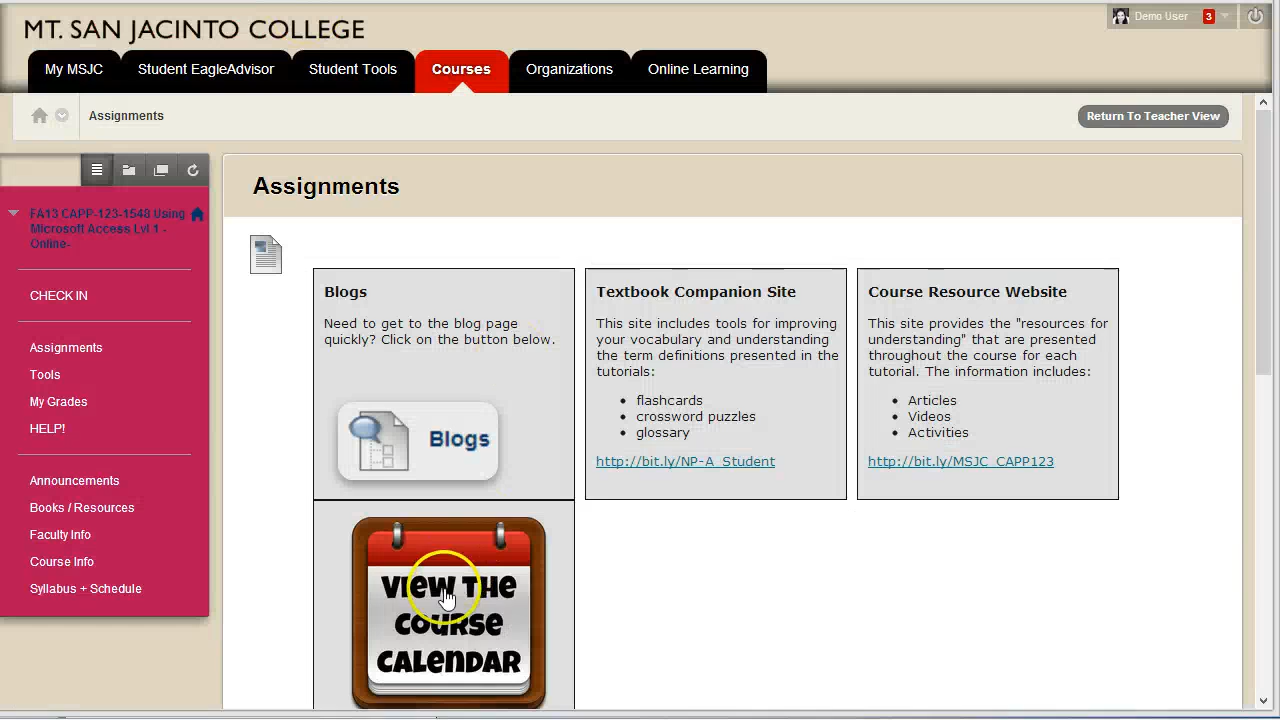 MT. SAN JACINTO COLLEGE
Demo User 3
My MSJC Student EagleAdvisor Student Tools Courses Organizations Online Learning
Assignments
Return To Teacher View
FA13 CAPP-123-1548 Using
Microsoft Access Lvl 1 -
Online-
CHECK IN
Assignments
Tools
My Grades
HELP!
Announcements
Books / Resources
Faculty Info
Course Info
Syllabus + Schedule
Assignments
Blogs
Need to get to the blog page
quickly? Click on the button below.
Blogs
Textbook Companion Site
This site includes tools for improving
your vocabulary and understanding
the term definitions presented in the
tutorials:
• flashcards
• crossword puzzles
• glossary
http://bit.ly/NP-A_Student
Course Resource Website
This site provides the "resources for
understanding" that are presented
throughout the course for each
tutorial. The information includes:
• Articles
• Videos
• Activities
http://bit.ly/MSJC_CAPP123
VIEW THE
COURSE
CALENDAR